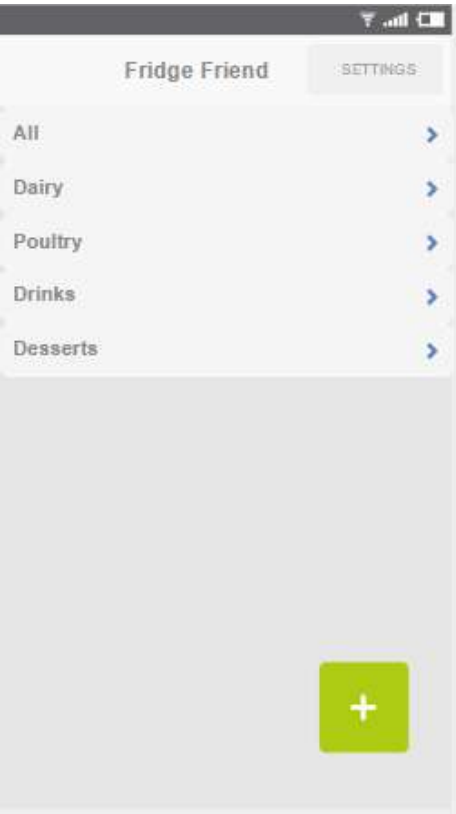 Fridge Friend SETTINGS
All
Dairy
Poultry
Drinks
Desserts
+